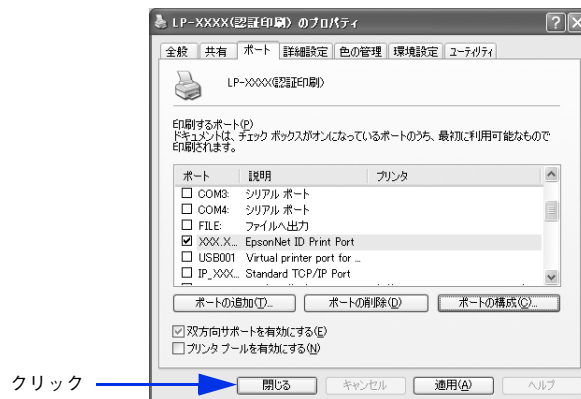 LP-XXXX(認証印刷) のプロパティ
全般 共有 ポート 詳細設定 色の管理 環境設定 ユーティリティ
LP-XXXX(認証印刷)
印刷するポート(P)
ドキュメントは、チェック ボックスがオンになっているポートのうち、最初に利用可能なもので
印刷されます。
ポート 説明 プリンタ
COM3: シリアル ポート
COM4: シリアル ポート
FILE: ファイルへ出力
XXX.X... EpsonNet ID Print Port
USB001 Virtual printer port for ...
IP_XXX... Standard TCP/IP Port
ポートの追加(T)... ポートの削除(D) ポートの構成(C)...
双方向サポートを有効にする(E)
プリンタ プールを有効にする(N)
クリック 閉じる キャンセル 適用(A) ヘルプ